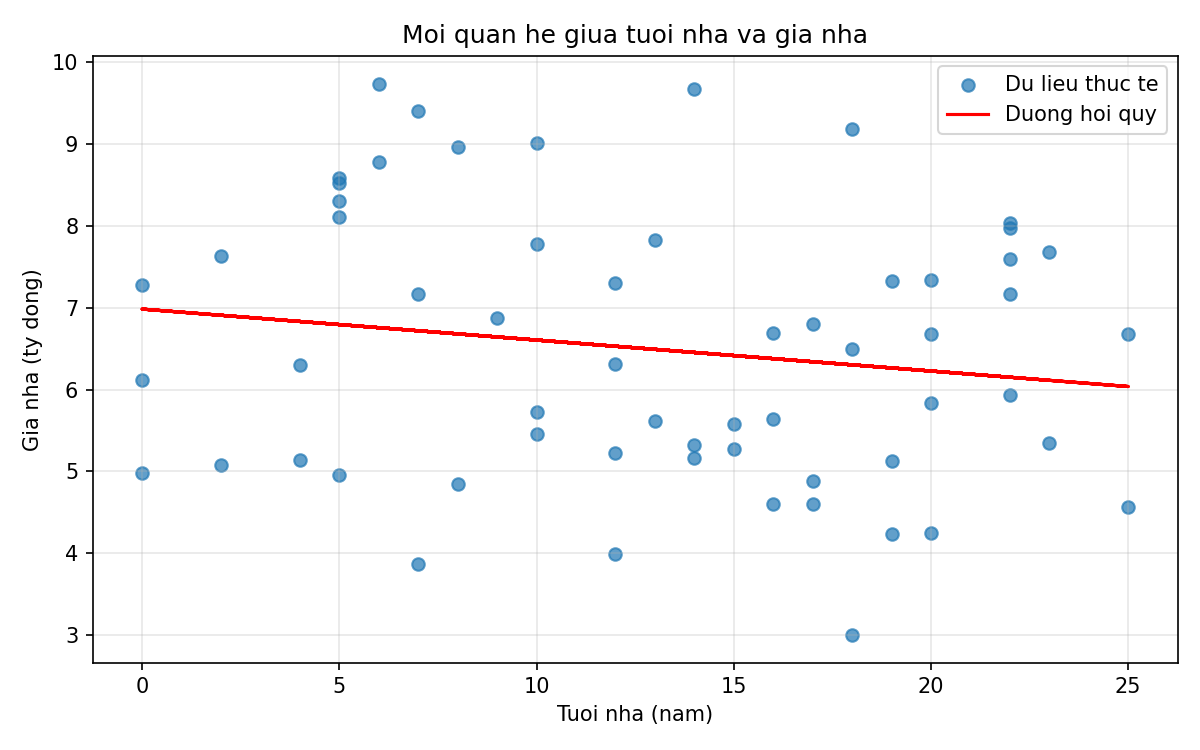 Moi quan he giua tuoi nha va gia nha
Du lieu thuc te
Duong hoi quy
Gia nha (ty dong)
10
9
8
7
6
5
4
3
0 5 10 15 20 25
Tuoi nha (nam)